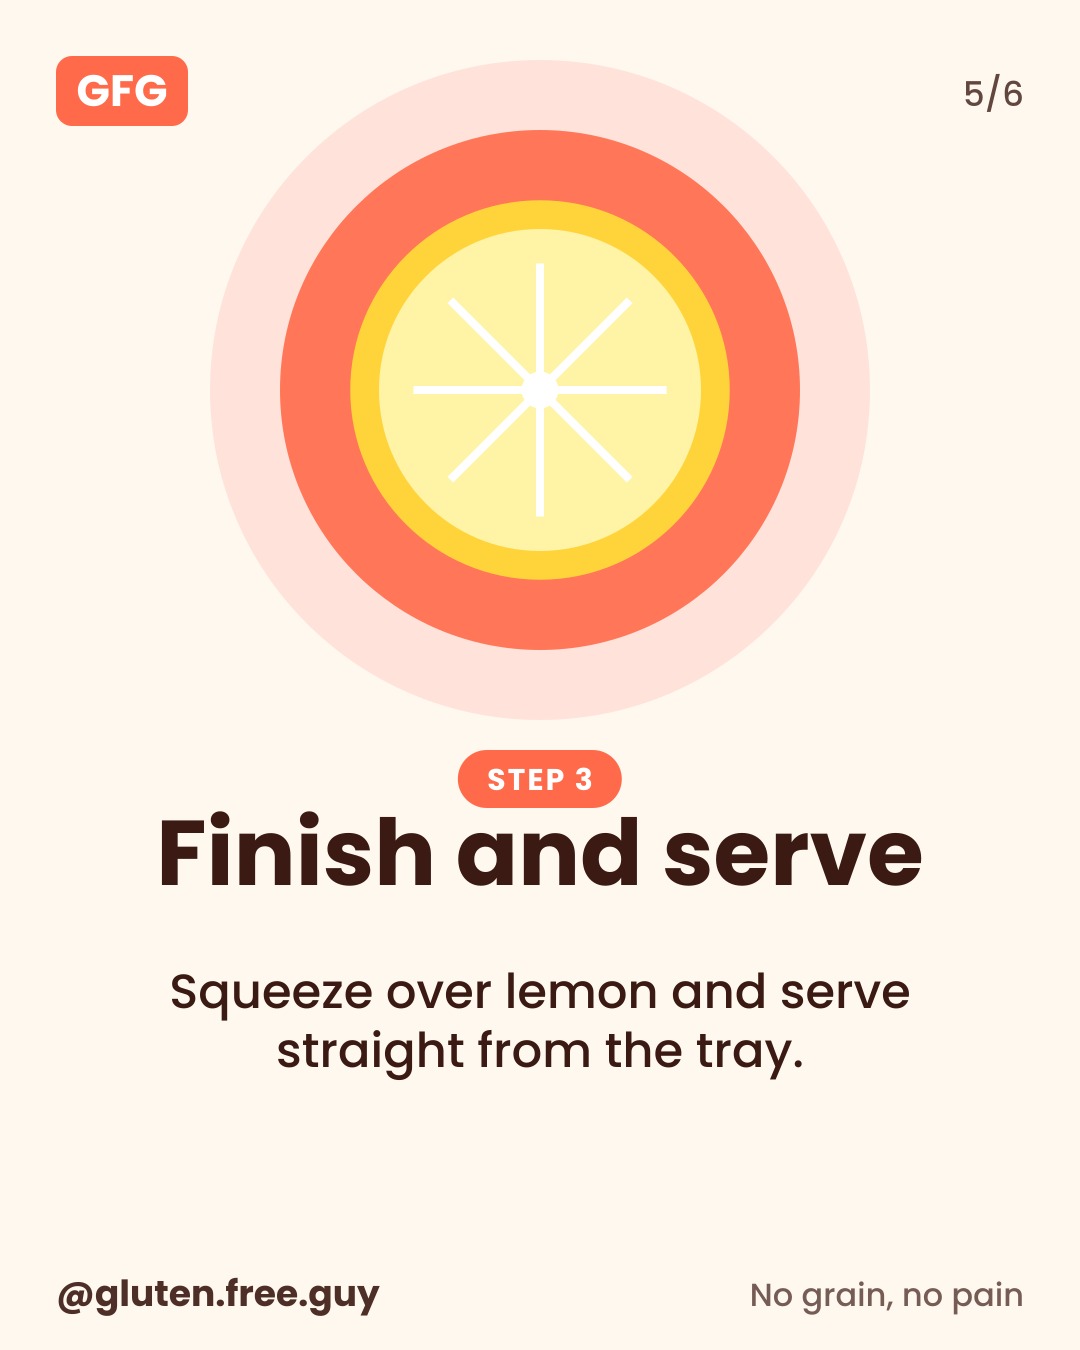 GFG
5/6
STEP 3
Finish and serve
Squeeze over lemon and serve
straight from the tray.
@gluten.free.guy
No grain, no pain